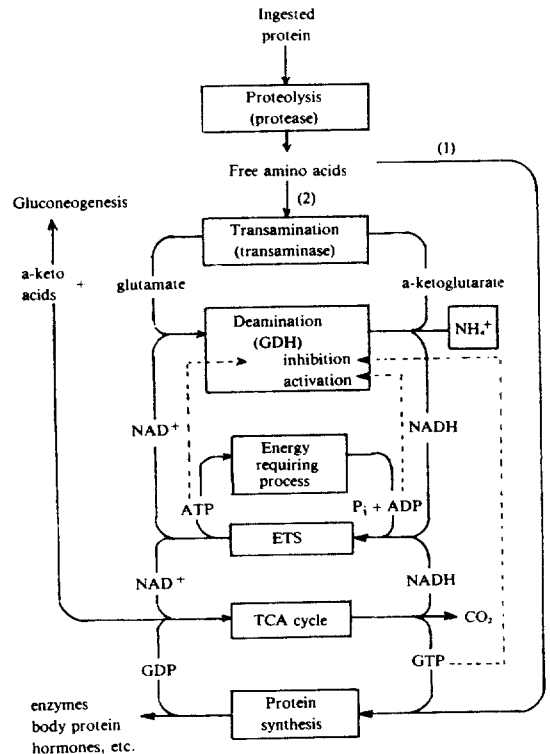 Ingested
protein
Proteolysis
(protease)
(1)
Free amino acids
(2)
Gluconeogenesis
Transamination
(transaminase)
a-keto
acids
+
glutamate
a-ketoglutarate
Deamination
(GDH)
NH₄⁺
inhibition
activation
NAD⁺
NADH
Energy
requiring
process
ATP
Pᵢ + ADP
ETS
NAD⁺
NADH
TCA cycle
CO₂
GDP
GTP
enzymes
body protein
hormones, etc.
Protein
synthesis